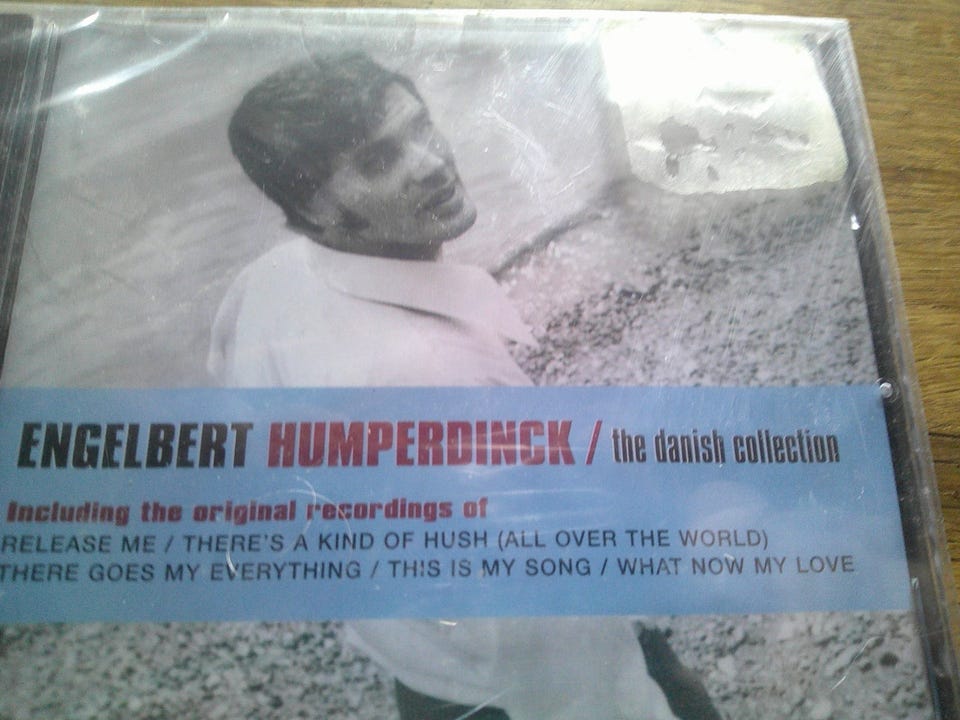 ENGELBERT HUMPERDINCK / the danish collection
Including the original recordings of
RELEASE ME / THERE'S A KIND OF HUSH (ALL OVER THE WORLD)
THERE GOES MY EVERYTHING / THIS IS MY SONG / WHAT NOW MY LOVE